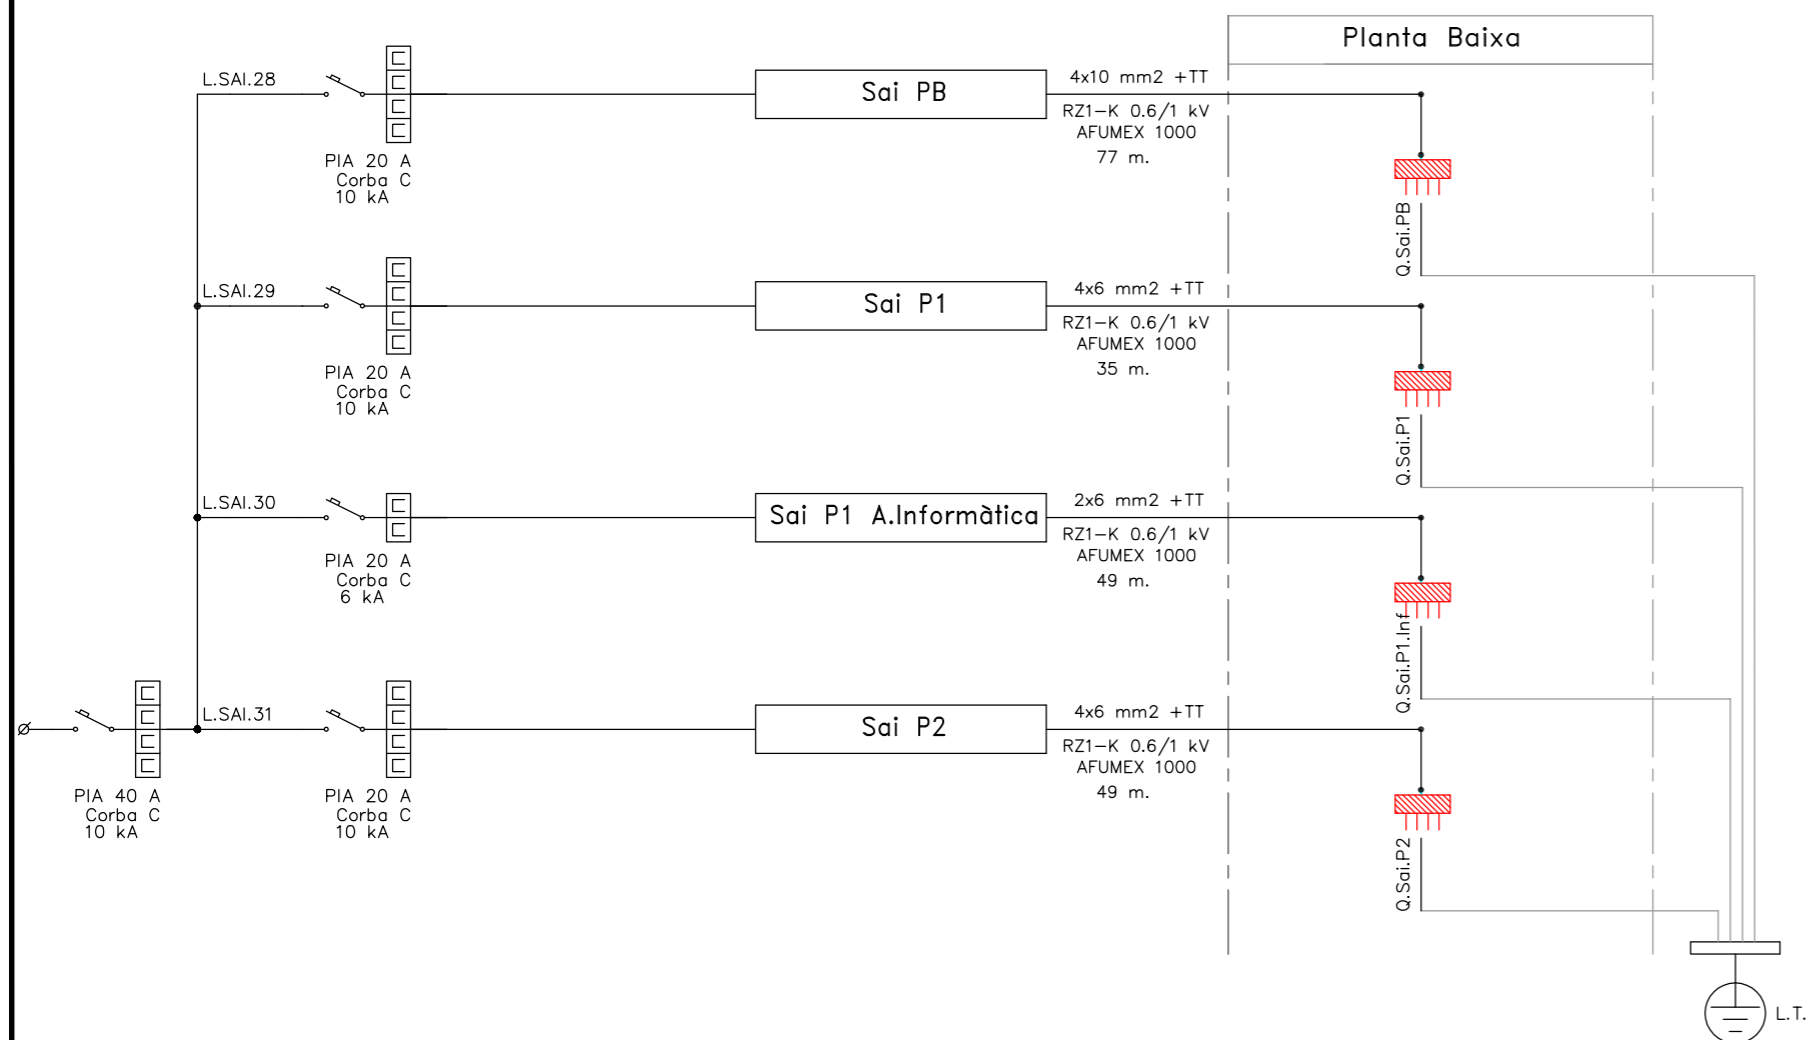 Planta Baixa
L.SAI.28
PIA 20 A
Corba C
10 kA
Sai PB
4x10 mm2 +TT
RZ1-K 0.6/1 kV
AFUMEX 1000
77 m.
Q.Sai.PB
L.SAI.29
PIA 20 A
Corba C
10 kA
Sai P1
4x6 mm2 +TT
RZ1-K 0.6/1 kV
AFUMEX 1000
35 m.
Q.Sai.P1
L.SAI.30
PIA 20 A
Corba C
6 kA
Sai P1 A.Informàtica
2x6 mm2 +TT
RZ1-K 0.6/1 kV
AFUMEX 1000
49 m.
Q.Sai.P1.Inf
PIA 40 A
Corba C
10 kA
L.SAI.31
PIA 20 A
Corba C
10 kA
Sai P2
4x6 mm2 +TT
RZ1-K 0.6/1 kV
AFUMEX 1000
49 m.
Q.Sai.P2
L.T.